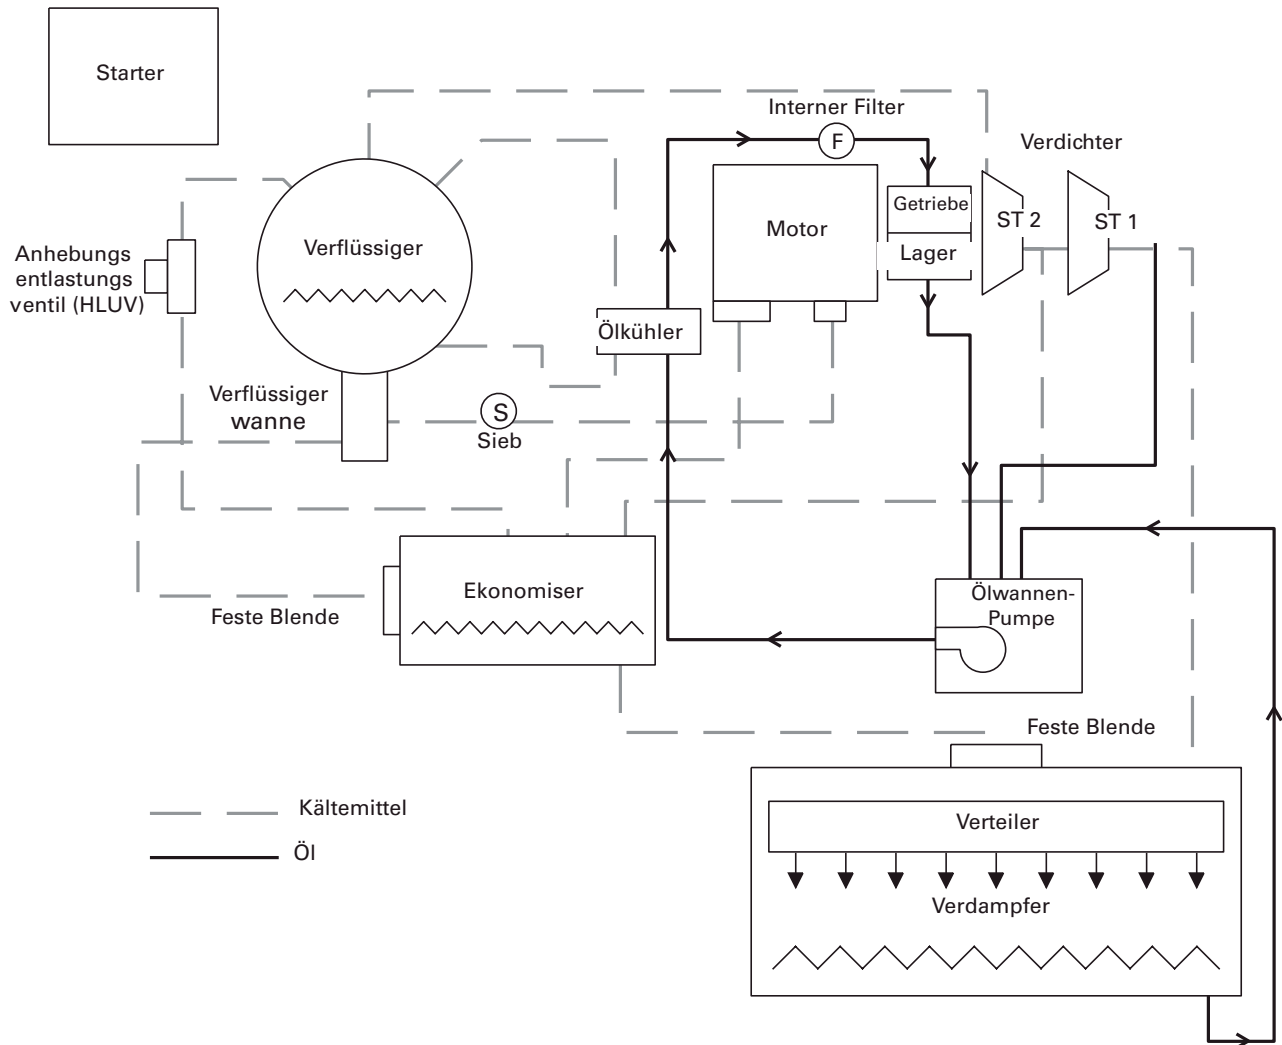 Starter
Interner Filter
F
Verdichter
Getriebe
ST 2
ST 1
Motor
Lager
Verflüssiger
Anhebungs
entlastungs
ventil (HLUV)
Ölkühler
Verflüssiger
wanne
S
Sieb
Ekonomiser
Feste Blende
Ölwannen-
Pumpe
Feste Blende
Kältemittel
Öl
Verteiler
Verdampfer